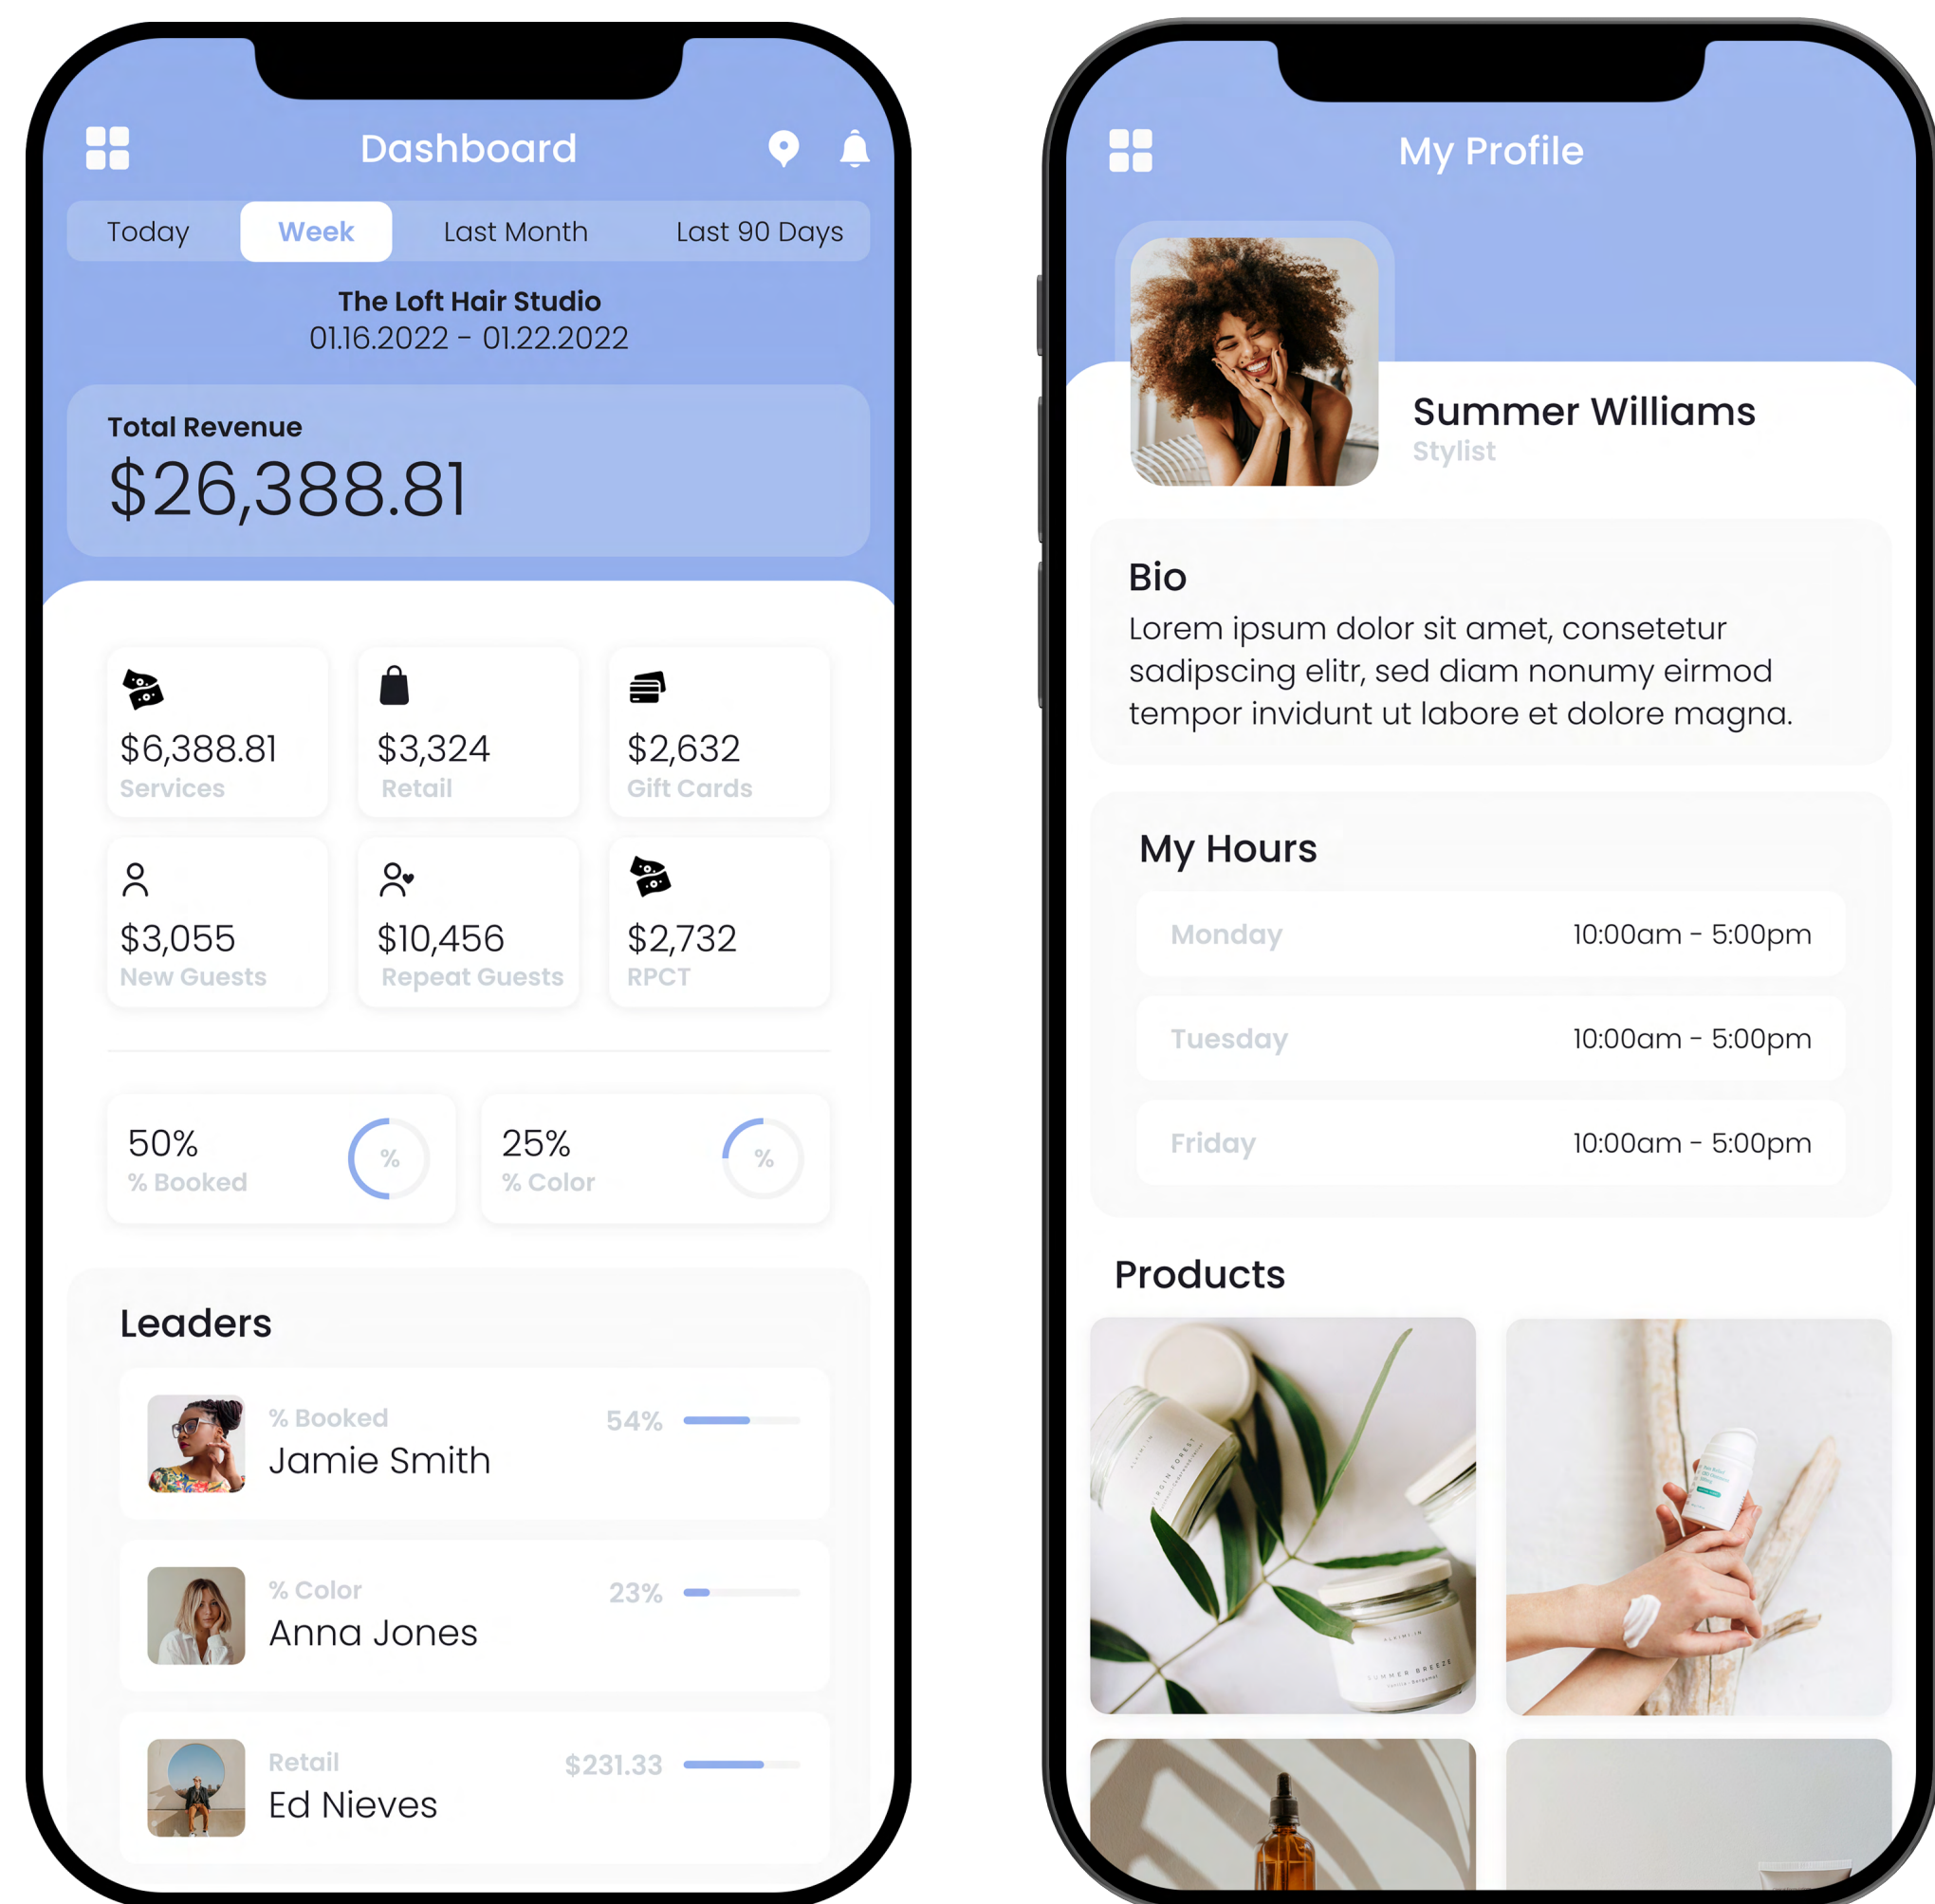 Dashboard
Today
Week
Last Month
Last 90 Days
The Loft Hair Studio
01.16.2022 - 01.22.2022
Total Revenue
$26,388.81
$6,388.81
Services
$3,324
Retail
$2,632
Gift Cards
$3,055
New Guests
$10,456
Repeat Guests
$2,732
RPCT
50%
% Booked
%
25%
% Color
%
Leaders
% Booked
54%
Jamie Smith
% Color
23%
Anna Jones
Retail
$231.33
Ed Nieves
My Profile
Summer Williams
Stylist
Bio
Lorem ipsum dolor sit amet, consetetur
sadipscing elitr, sed diam nonumy eirmod
tempor invidunt ut labore et dolore magna.
My Hours
Monday
10:00am - 5:00pm
Tuesday
10:00am - 5:00pm
Friday
10:00am - 5:00pm
Products
VIRGIN FOREST
SUMMER BREEZE